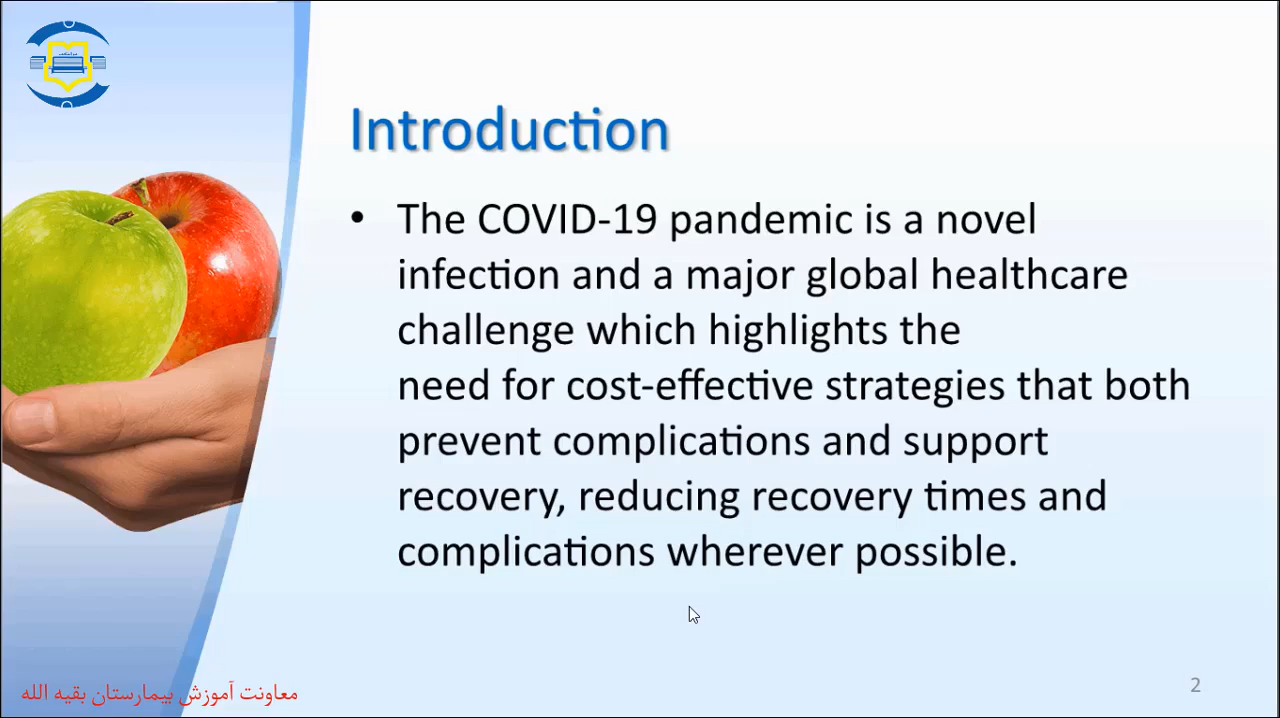 Introduction
• The COVID-19 pandemic is a novel
infection and a major global healthcare
challenge which highlights the
need for cost-effective strategies that both
prevent complications and support
recovery, reducing recovery times and
complications wherever possible.
معاونت آموزش بیمارستان بقیه الله
2